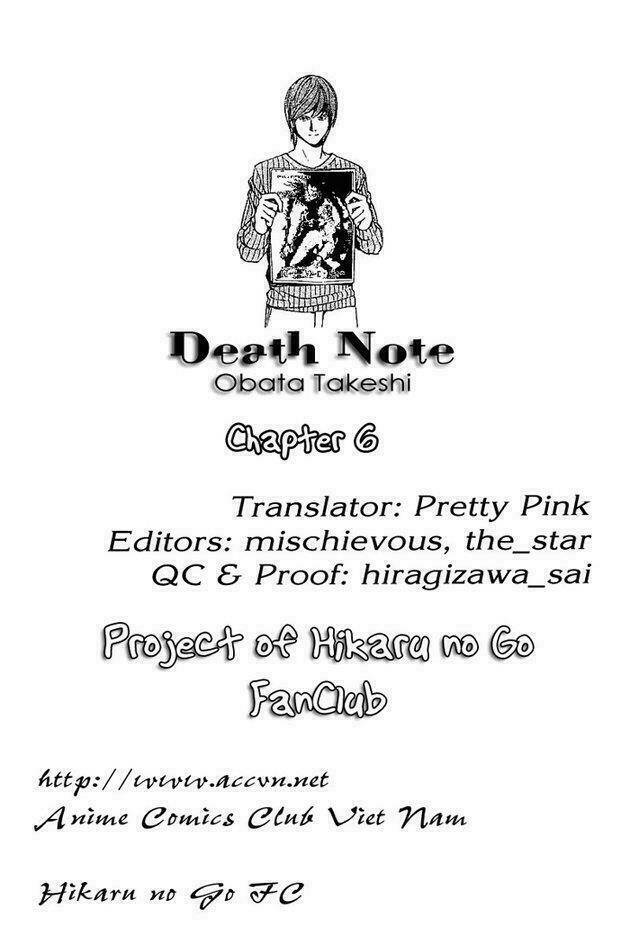 Death Note
Obata Takeshi
Chapter 6
Translator: Pretty Pink
Editors: mischievous, the_star
QC & Proof: hiragizawa_sai
Project of Hikaru no Go
FanClub
http://www.accvn.net
Anime Comics Club Viet Nam
Hikaru no Go FC